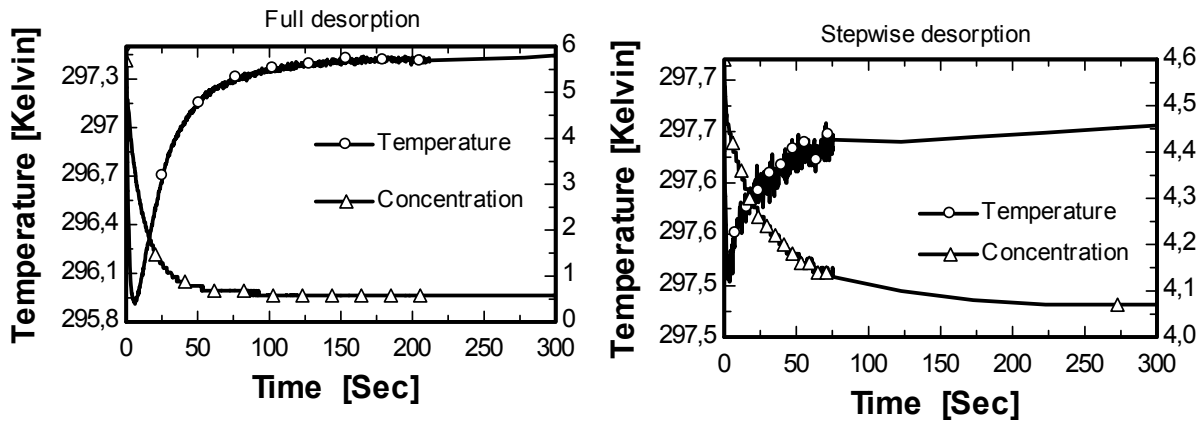 Full desorption
Temperature [Kelvin]
297,3
297
296,7
296,4
296,1
295,8
6
5
4
3
2
1
0
Temperature
Concentration
0 50 100 150 200 250 300
Time [Sec]
Stepwise desorption
Temperature [Kelvin]
297,7
297,7
297,6
297,6
297,5
297,5
4,6
4,5
4,4
4,3
4,2
4,1
4,0
Temperature
Concentration
0 50 100 150 200 250 300
Time [Sec]